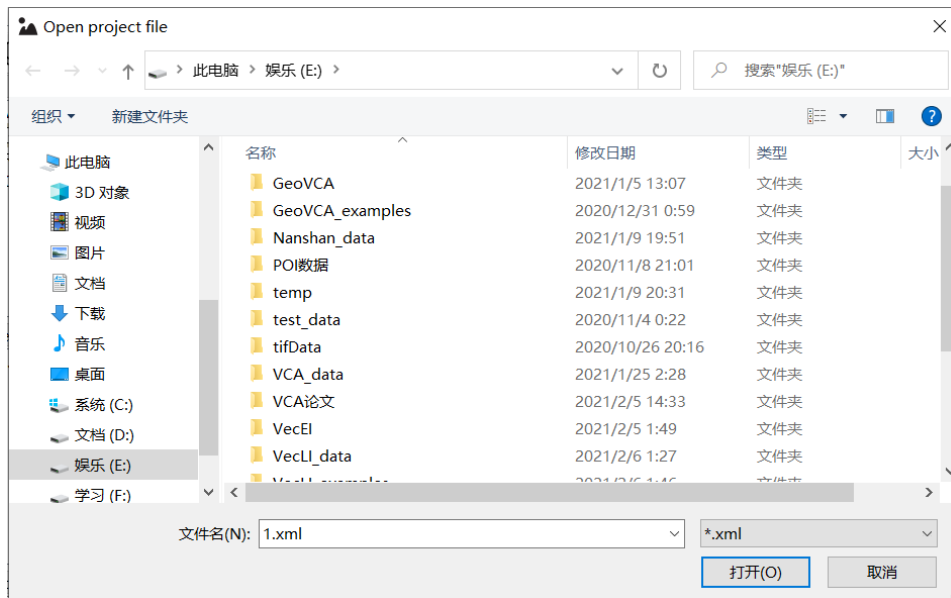 Open project file
此电脑 娱乐 (E:) 搜索"娱乐 (E:)"
组织 新建文件夹
名称 修改日期 类型 大小
此电脑
3D 对象
视频
图片
文档
下载
音乐
桌面
系统 (C:)
文档 (D:)
娱乐 (E:)
学习 (F:)
GeoVCA 2021/1/5 13:07 文件夹
GeoVCA_examples 2020/12/31 0:59 文件夹
Nanshan_data 2021/1/9 19:51 文件夹
POI数据 2020/11/8 21:01 文件夹
temp 2021/1/9 20:31 文件夹
test_data 2020/11/4 0:22 文件夹
tifData 2020/10/26 20:16 文件夹
VCA_data 2021/1/25 2:28 文件夹
VCA论文 2021/2/5 14:33 文件夹
VecEI 2021/2/5 1:49 文件夹
VecLI_data 2021/2/6 1:27 文件夹
文件名(N): 1.xml *.xml
打开(O) 取消